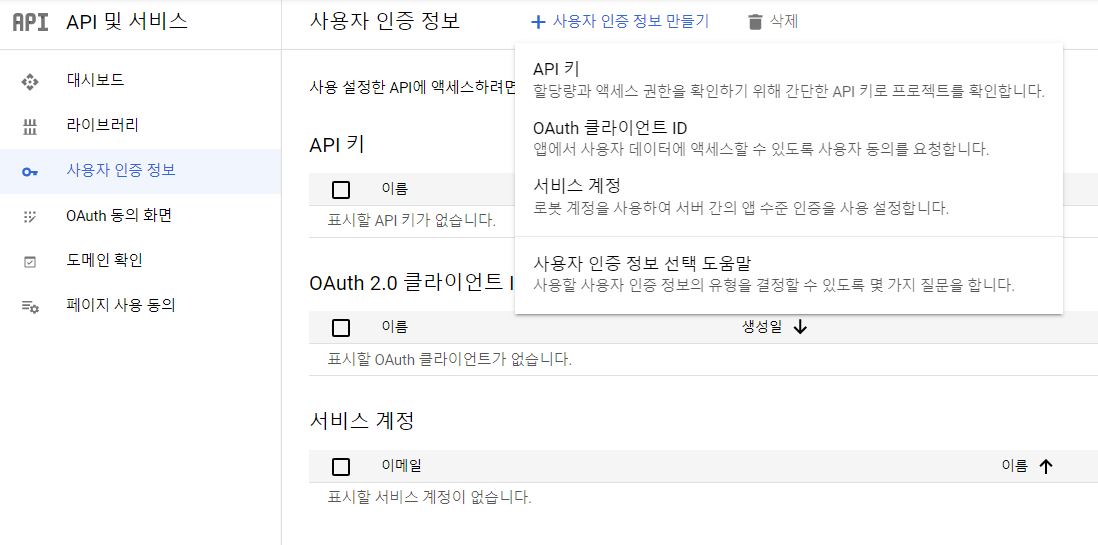 API API 및 서비스
대시보드
라이브러리
사용자 인증 정보
OAuth 동의 화면
도메인 확인
페이지 사용 동의
사용자 인증 정보
+ 사용자 인증 정보 만들기
삭제
사용 설정한 API에 액세스하려면
API 키
할당량과 액세스 권한을 확인하기 위해 간단한 API 키로 프로젝트를 확인합니다.
OAuth 클라이언트 ID
앱에서 사용자 데이터에 액세스할 수 있도록 사용자 동의를 요청합니다.
서비스 계정
로봇 계정을 사용하여 서버 간의 앱 수준 인증을 사용 설정합니다.
사용자 인증 정보 선택 도움말
사용할 사용자 인증 정보의 유형을 결정할 수 있도록 몇 가지 질문을 합니다.
API 키
이름
표시할 API 키가 없습니다.
OAuth 2.0 클라이언트 I
이름 생성일
표시할 OAuth 클라이언트가 없습니다.
서비스 계정
이메일 이름
표시할 서비스 계정이 없습니다.